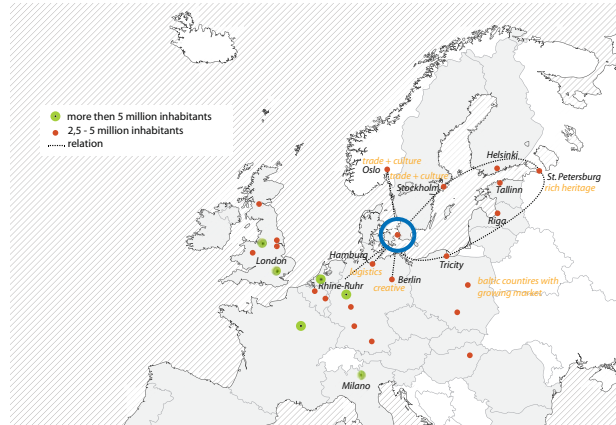 more then 5 million inhabitants
2,5 - 5 million inhabitants
relation
trade + culture
Oslo
trade + culture
Stockholm
Helsinki
St. Petersburg
rich heritage
Tallinn
Riga
London
Hamburg
logistics
Rhine-Ruhr
creative
Berlin
Tricity
baltic countires with
growing market
Milano